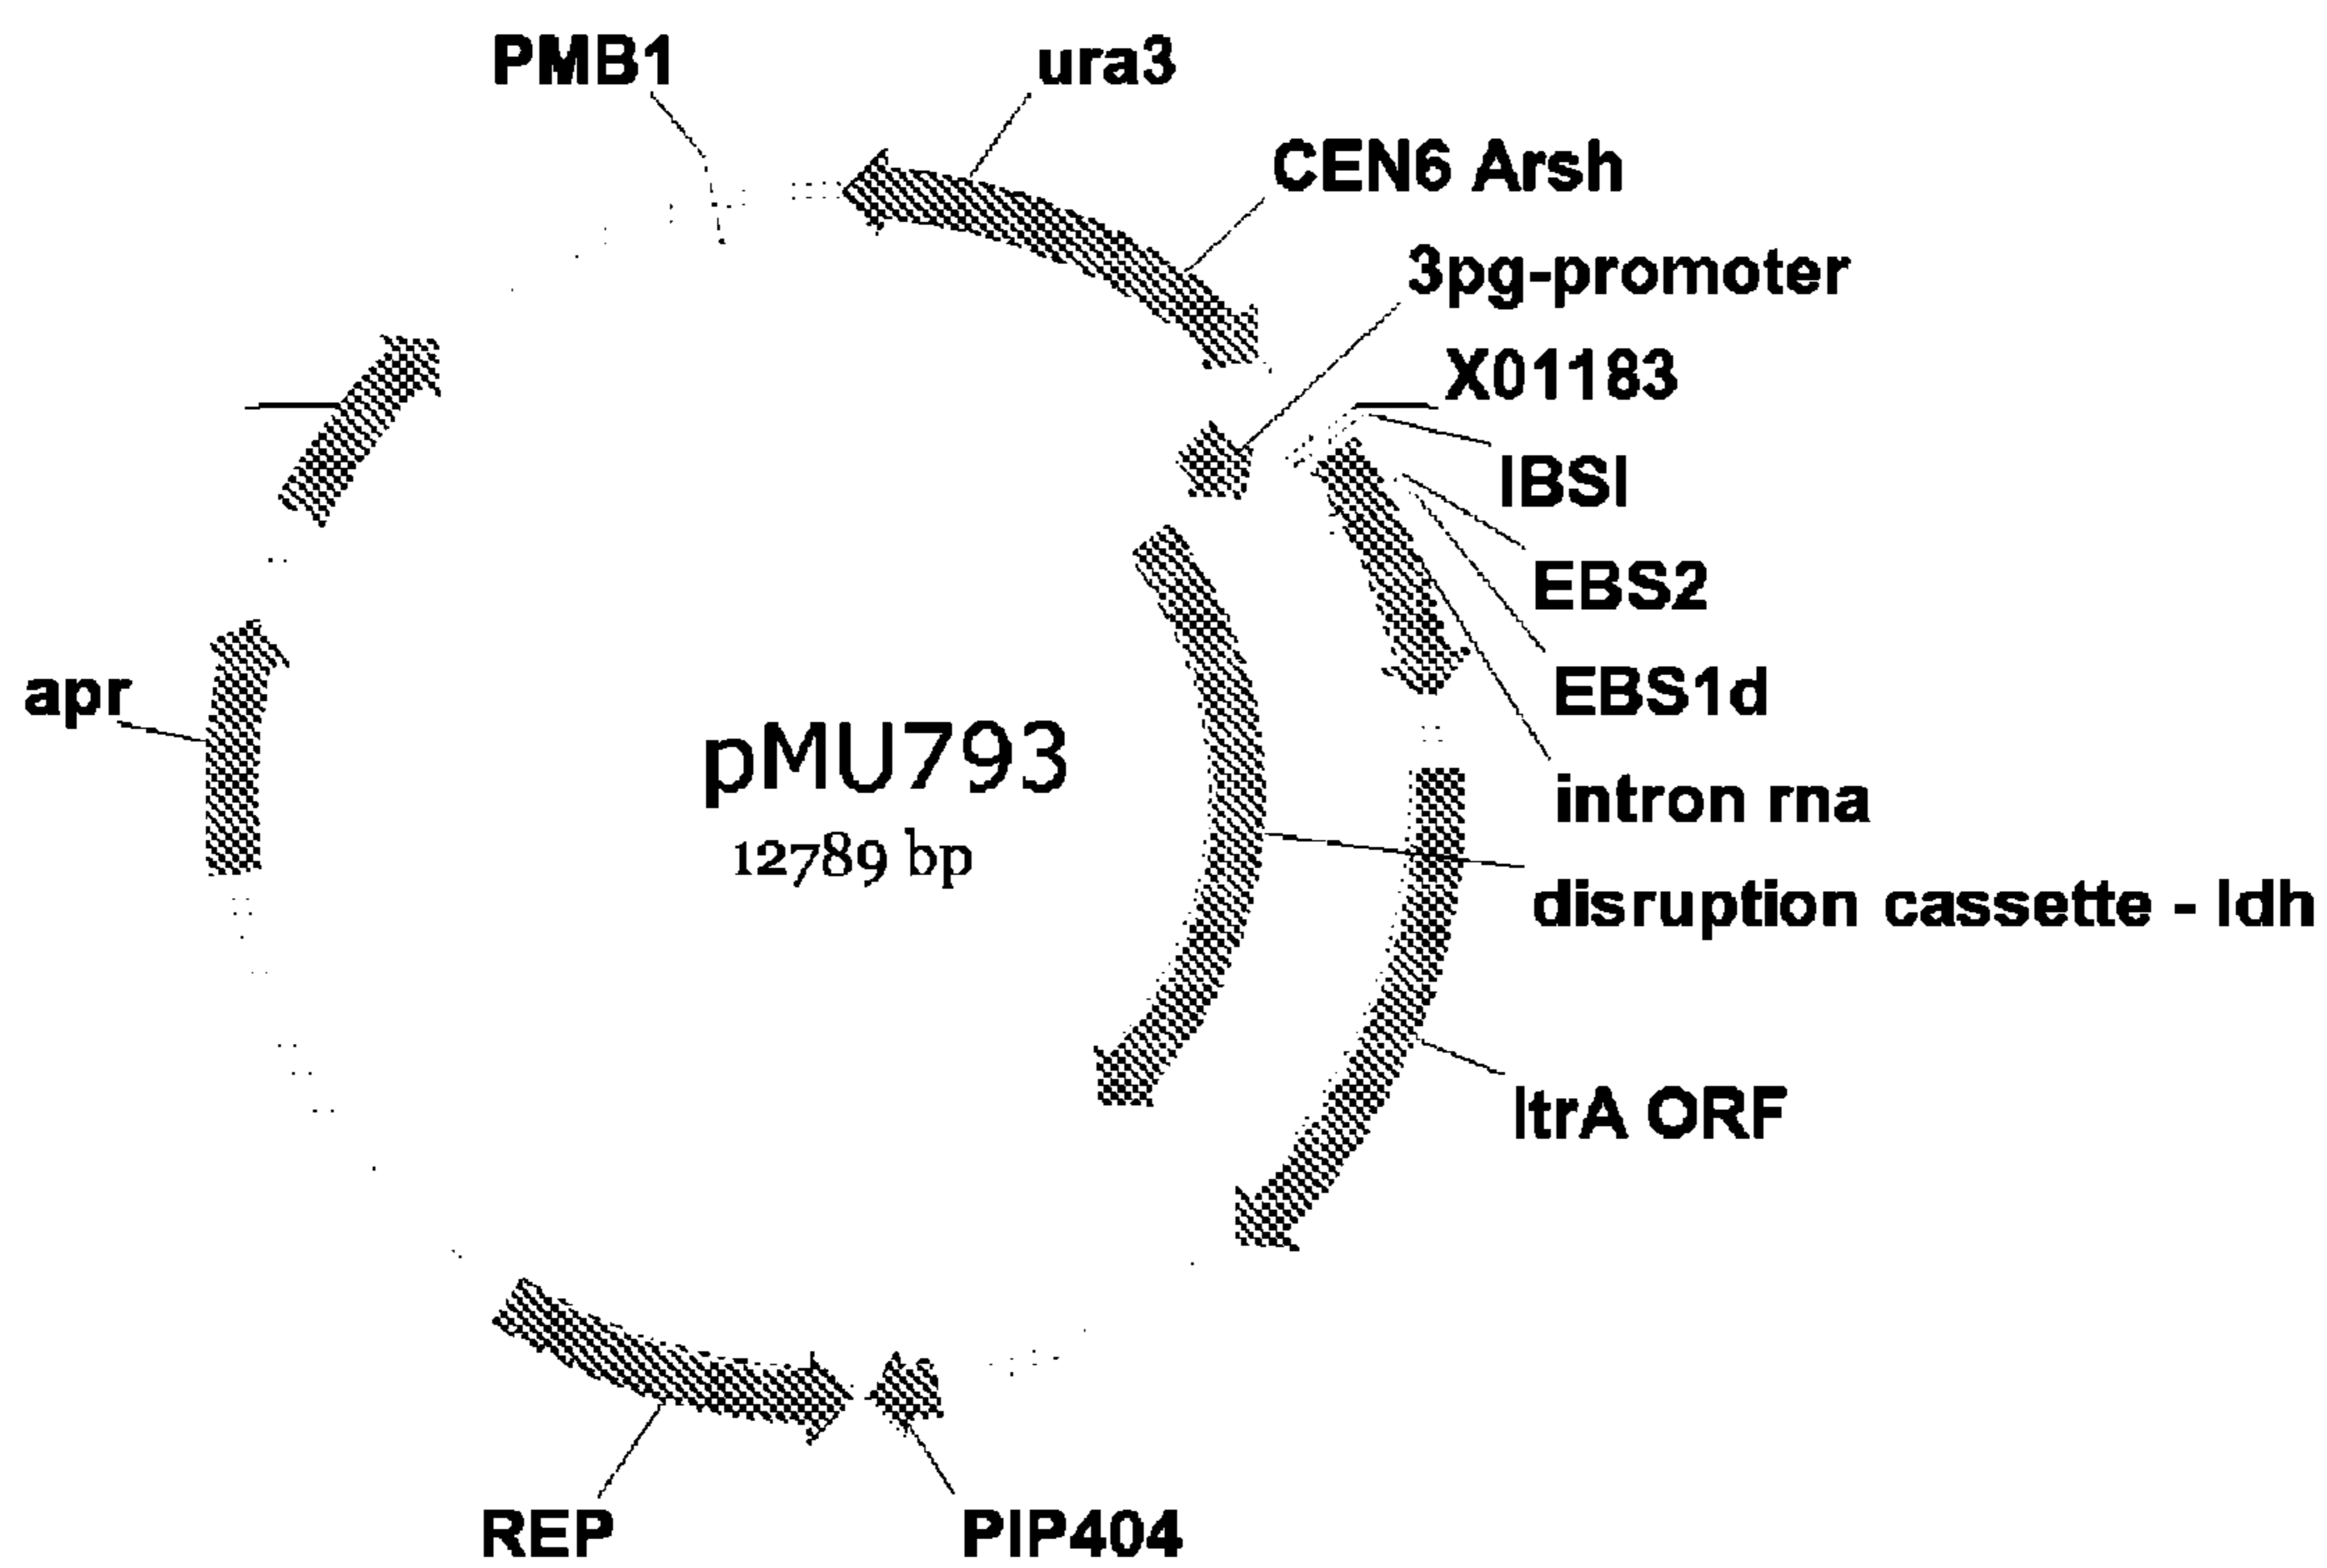 PMB1
ura3
CEN6 Arsh
3pg-promoter
X01183
IBSI
EBS2
EBS1d
apr
pMU793
12789 bp
intron rna
disruption cassette - ldh
ltrA ORF
REP
PIP404